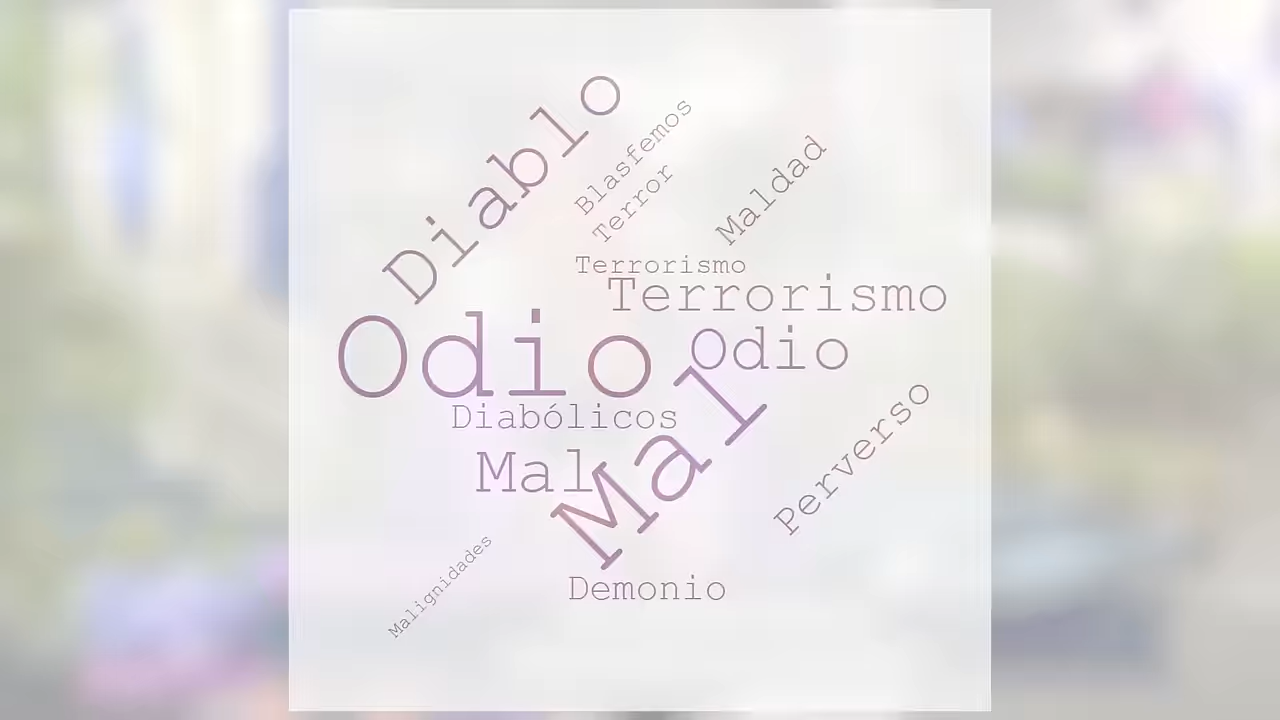 Diablo
Blasfemos
Terror
Maldad
Terrorismo
Terrorismo
Odio
Odio
Diabólicos
Mal
Mal
Perverso
Malignidades
Demonio